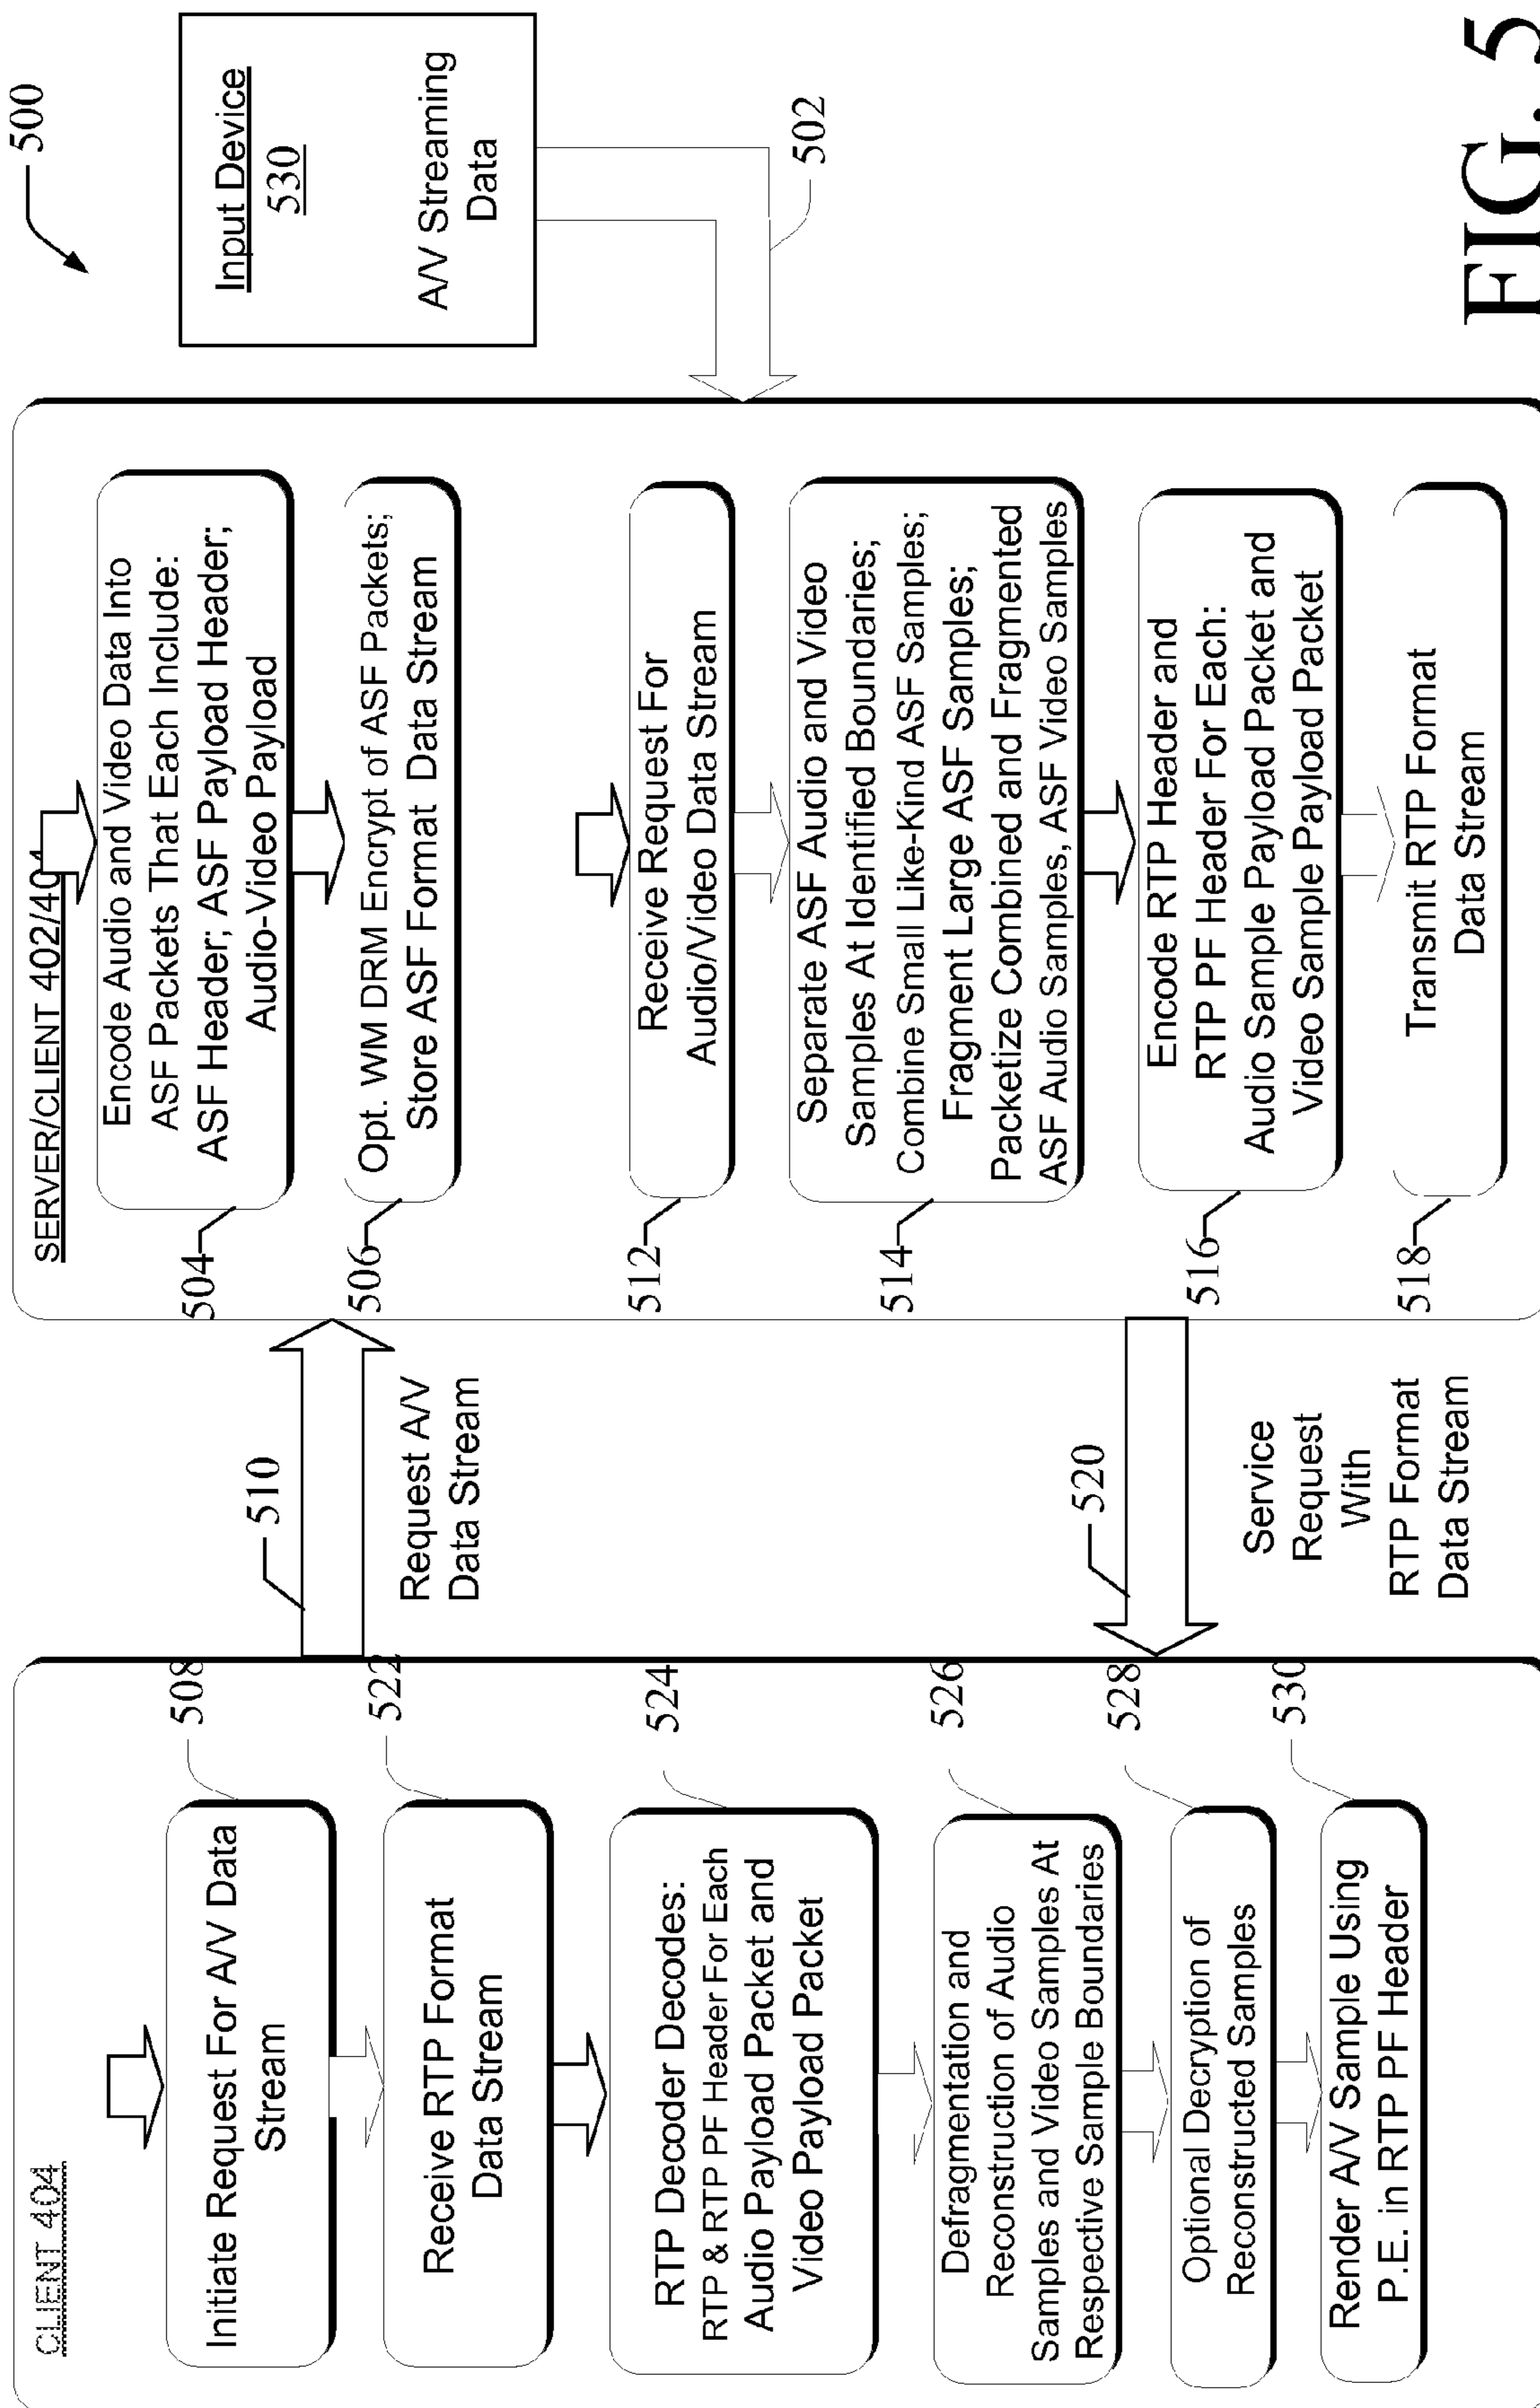 500
CLIENT 404
Initiate Request For A/V Data
Stream
508
Receive RTP Format
Data Stream
522
RTP Decoder Decodes:
RTP & RTP PF Header For Each
Audio Payload Packet and
Video Payload Packet
524
Defragmentation and
Reconstruction of Audio
Samples and Video Samples At
Respective Sample Boundaries
526
Optional Decryption of
Reconstructed Samples
528
Render A/V Sample Using
P.E. in RTP PF Header
530
510
Request A/V
Data Stream
520
Service
Request
With
RTP Format
Data Stream
SERVER/CLIENT 402/404
504
Encode Audio and Video Data Into
ASF Packets That Each Include:
ASF Header; ASF Payload Header;
Audio-Video Payload
506
Opt. WM DRM Encrypt of ASF Packets;
Store ASF Format Data Stream
512
Receive Request For
Audio/Video Data Stream
514
Separate ASF Audio and Video
Samples At Identified Boundaries;
Combine Small Like-Kind ASF Samples;
Fragment Large ASF Samples;
Packetize Combined and Fragmented
ASF Audio Samples, ASF Video Samples
516
Encode RTP Header and
RTP PF Header For Each:
Audio Sample Payload Packet and
Video Sample Payload Packet
518
Transmit RTP Format
Data Stream
Input Device
530
A/V Streaming
Data
502
FIG. 5